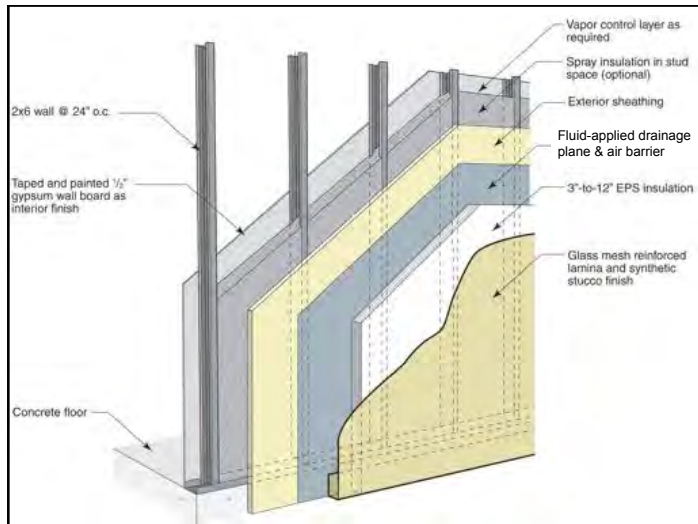 Vapor control layer as
required
Spray insulation in stud
space (optional)
Exterior sheathing
Fluid-applied drainage
plane & air barrier
3"-to-12" EPS insulation
Glass mesh reinforced
lamina and synthetic
stucco finish
2x6 wall @ 24" o.c.
Taped and painted ½"
gypsum wall board as
interior finish
Concrete floor